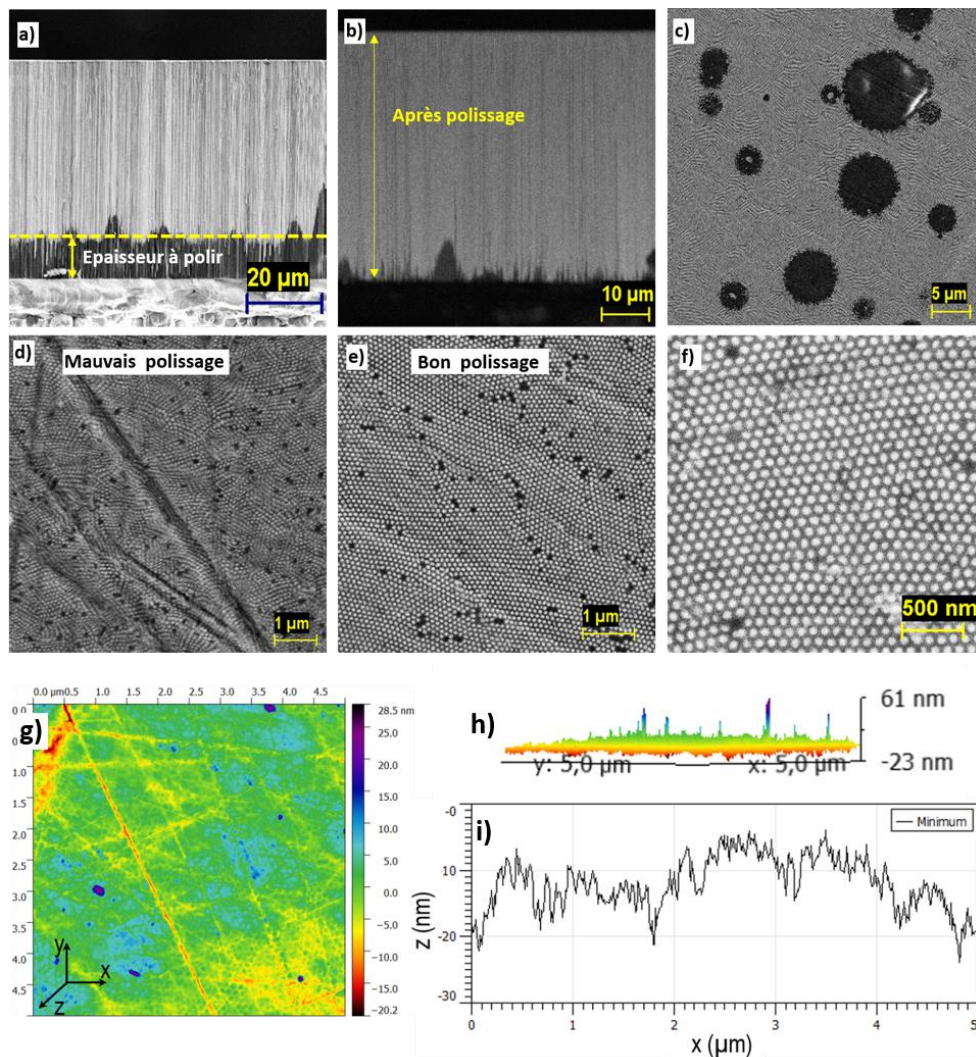 a)
Epaisseur à polir
20 µm
b)
Après polissage
10 µm
c)
5 µm
d)
Mauvais polissage
1 µm
e)
Bon polissage
1 µm
f)
500 nm
g)
0.0 µm0.5 1.0 1.5 2.0 2.5 3.0 3.5 4.0
0.0
1.0
1.5
2.0
2.5
3.0
3.5
4.0
4.5
y
x
z
28.5 nm
25.0
20.0
15.0
10.0
5.0
0.0
−5.0
−10.0
−15.0
−20.2
h)
61 nm
-23 nm
y: 5,0 µm x: 5,0 µm
i)
Minimum
z (nm)
-0
-10
-20
-30
0 1 2 3 4 5
x (µm)